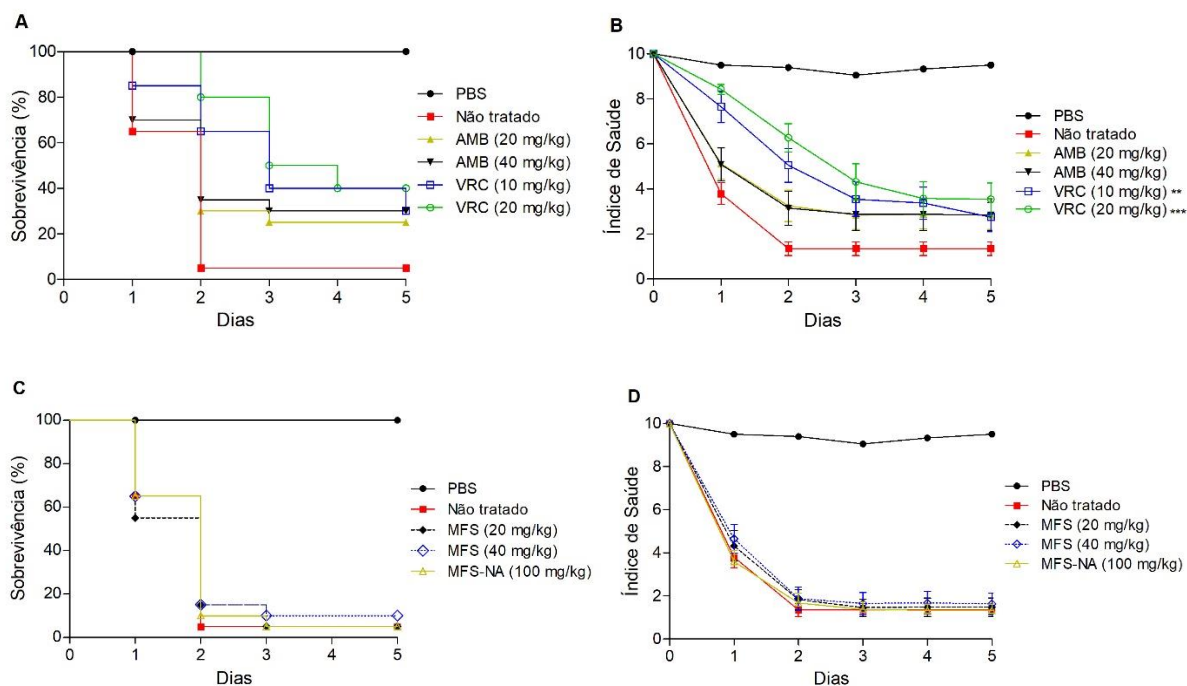 A
Sobrevivência (%)
100
80
60
40
20
0
0 1 2 3 4 5
Dias
PBS
Não tratado
AMB (20 mg/kg)
AMB (40 mg/kg)
VRC (10 mg/kg)
VRC (20 mg/kg)
B
Índice de Saúde
10
8
6
4
2
0
0 1 2 3 4 5
Dias
PBS
Não tratado
AMB (20 mg/kg)
AMB (40 mg/kg)
VRC (10 mg/kg) **
VRC (20 mg/kg) ***
C
Sobrevivência (%)
100
80
60
40
20
0
0 1 2 3 4 5
Dias
PBS
Não tratado
MFS (20 mg/kg)
MFS (40 mg/kg)
MFS-NA (100 mg/kg)
D
Índice de Saúde
10
8
6
4
2
0
0 1 2 3 4 5
Dias
PBS
Não tratado
MFS (20 mg/kg)
MFS (40 mg/kg)
MFS-NA (100 mg/kg)